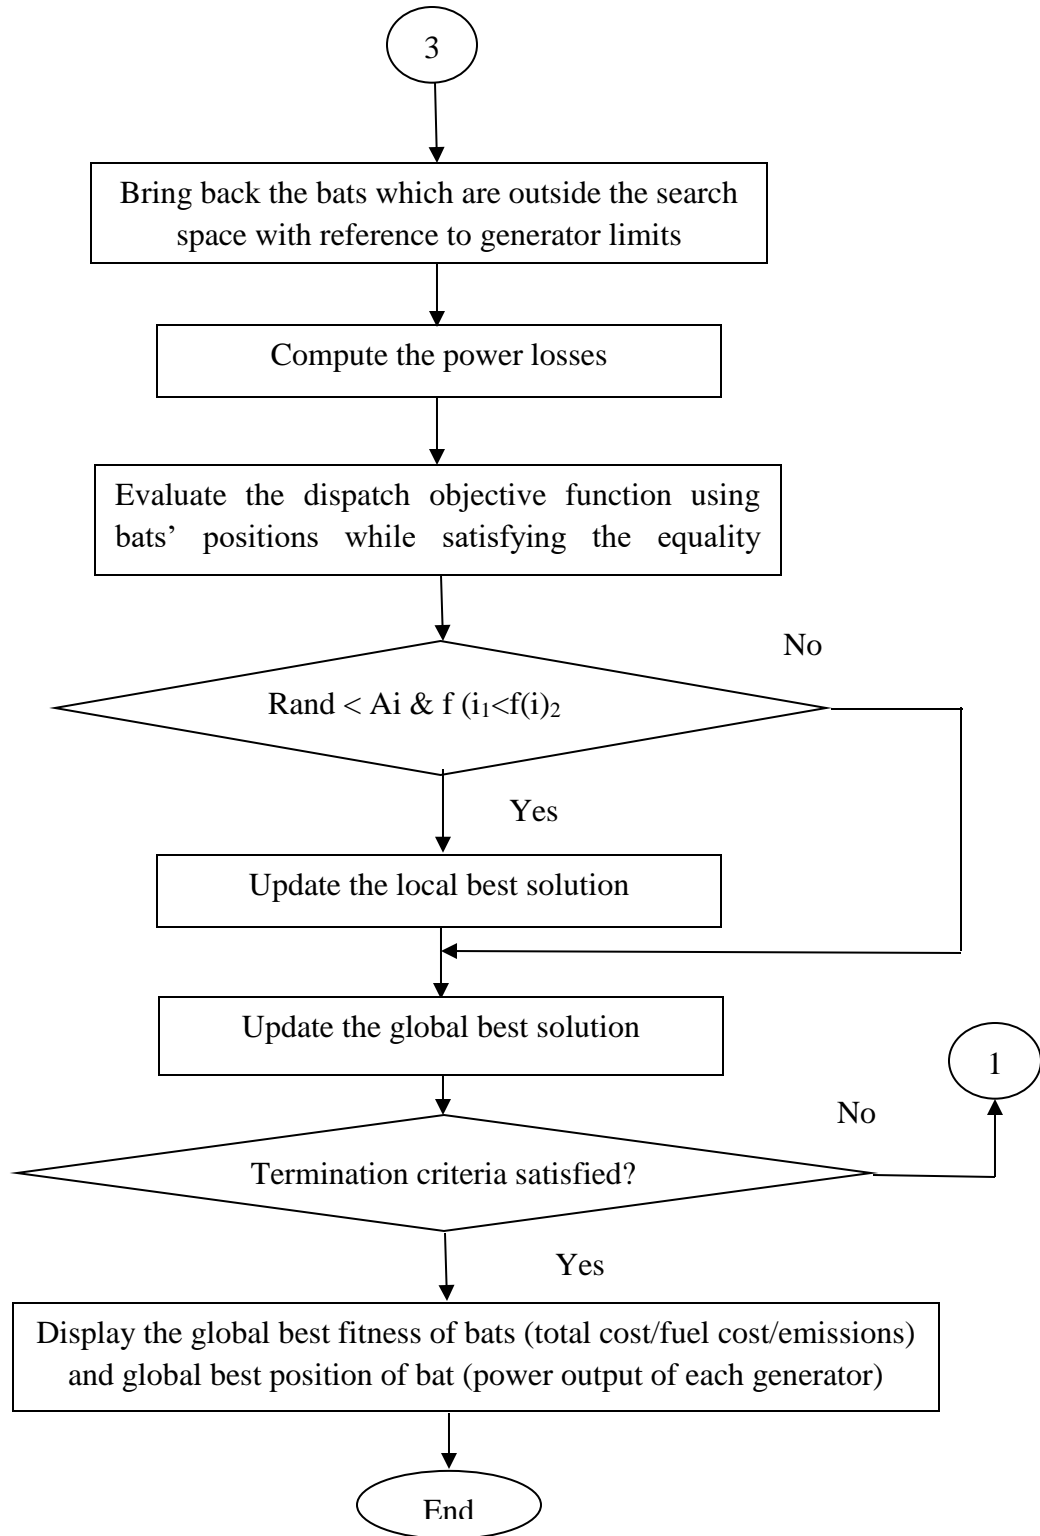 3
Bring back the bats which are outside the search
space with reference to generator limits
Compute the power losses
Evaluate the dispatch objective function using
bats’ positions while satisfying the equality
No
Rand < Ai & f (i₁<f(i)₂
Yes
Update the local best solution
Update the global best solution
1
No
Termination criteria satisfied?
Yes
Display the global best fitness of bats (total cost/fuel cost/emissions)
and global best position of bat (power output of each generator)
End